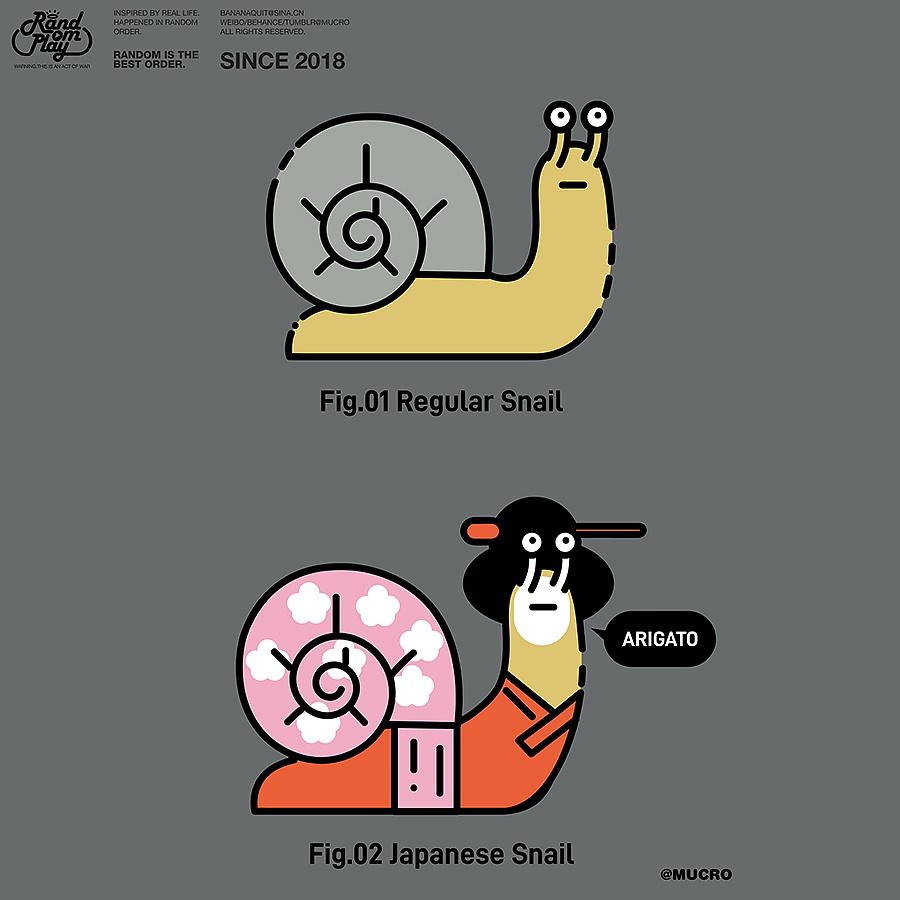 Rand
om
Play
WARNING.THIS IS AN ACT OF WAR
INSPIRED BY REAL LIFE.
HAPPENED IN RANDOM
ORDER.
RANDOM IS THE
BEST ORDER.
BANANAQUIT@SINA.CN
WEIBO/BEHANCE/TUMBLR@MUCRO
ALL RIGHTS RESERVED.
SINCE 2018
Fig.01 Regular Snail
ARIGATO
Fig.02 Japanese Snail
@MUCRO